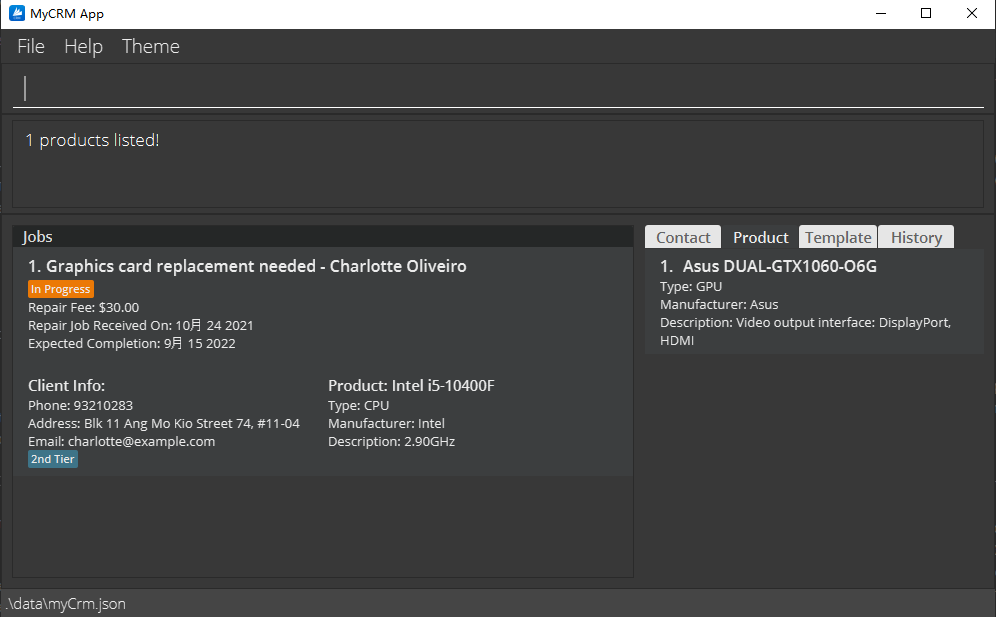 MyCRM App
File Help Theme
1 products listed!
Jobs
1. Graphics card replacement needed - Charlotte Oliveiro
In Progress
Repair Fee: $30.00
Repair Job Received On: 10月 24 2021
Expected Completion: 9月 15 2022
Client Info:
Phone: 93210283
Address: Blk 11 Ang Mo Kio Street 74, #11-04
Email: charlotte@example.com
2nd Tier
Product: Intel i5-10400F
Type: CPU
Manufacturer: Intel
Description: 2.90GHz
Contact Product Template History
1. Asus DUAL-GTX1060-O6G
Type: GPU
Manufacturer: Asus
Description: Video output interface: DisplayPort,
HDMI
.\data\myCrm.json